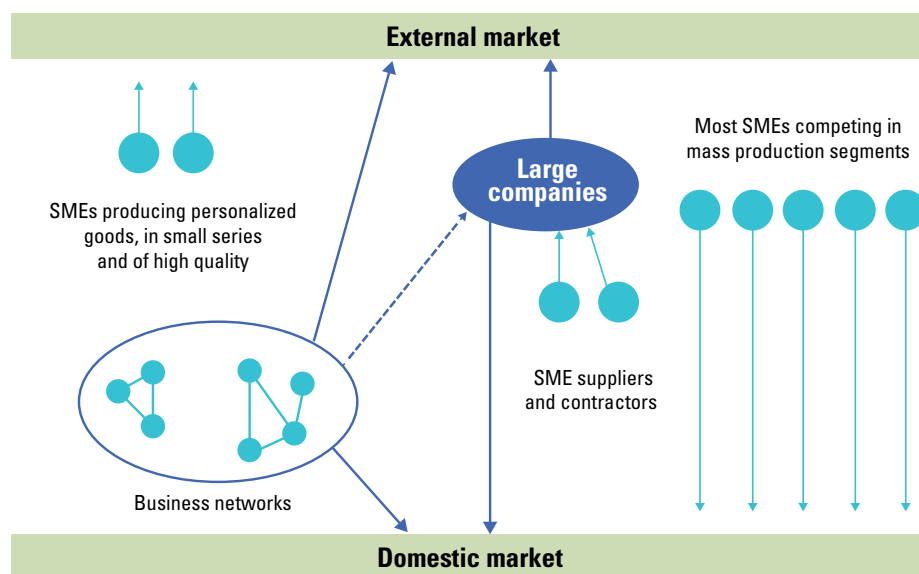 External market
Most SMEs competing in
mass production segments
Large
companies
SMEs producing personalized
goods, in small series
and of high quality
SME suppliers
and contractors
Business networks
Domestic market